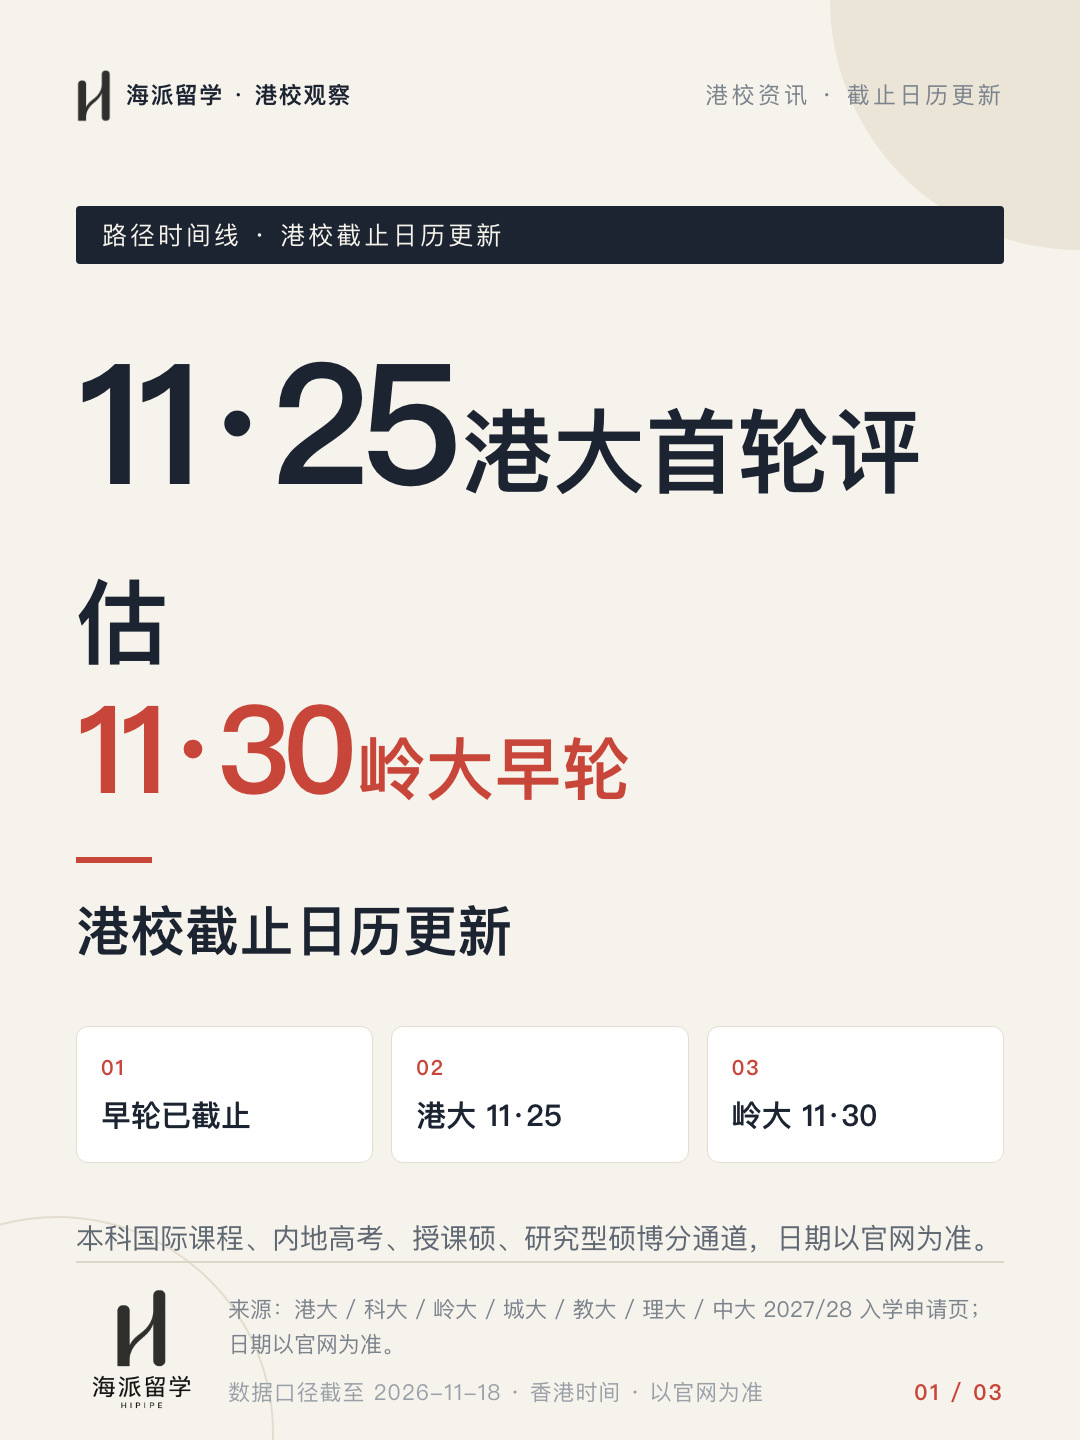 海派留学 · 港校观察
港校资讯 · 截止日历更新
路径时间线 · 港校截止日历更新
11·25港大首轮评
估
11·30岭大早轮
港校截止日历更新
01
早轮已截止
02
港大 11·25
03
岭大 11·30
本科国际课程、内地高考、授课硕、研究型硕博分通道，日期以官网为准。
来源：港大 / 科大 / 岭大 / 城大 / 教大 / 理大 / 中大 2027/28 入学申请页；
日期以官网为准。
海派留学
HIPIPE
数据口径截至 2026-11-18 · 香港时间 · 以官网为准
01 / 03